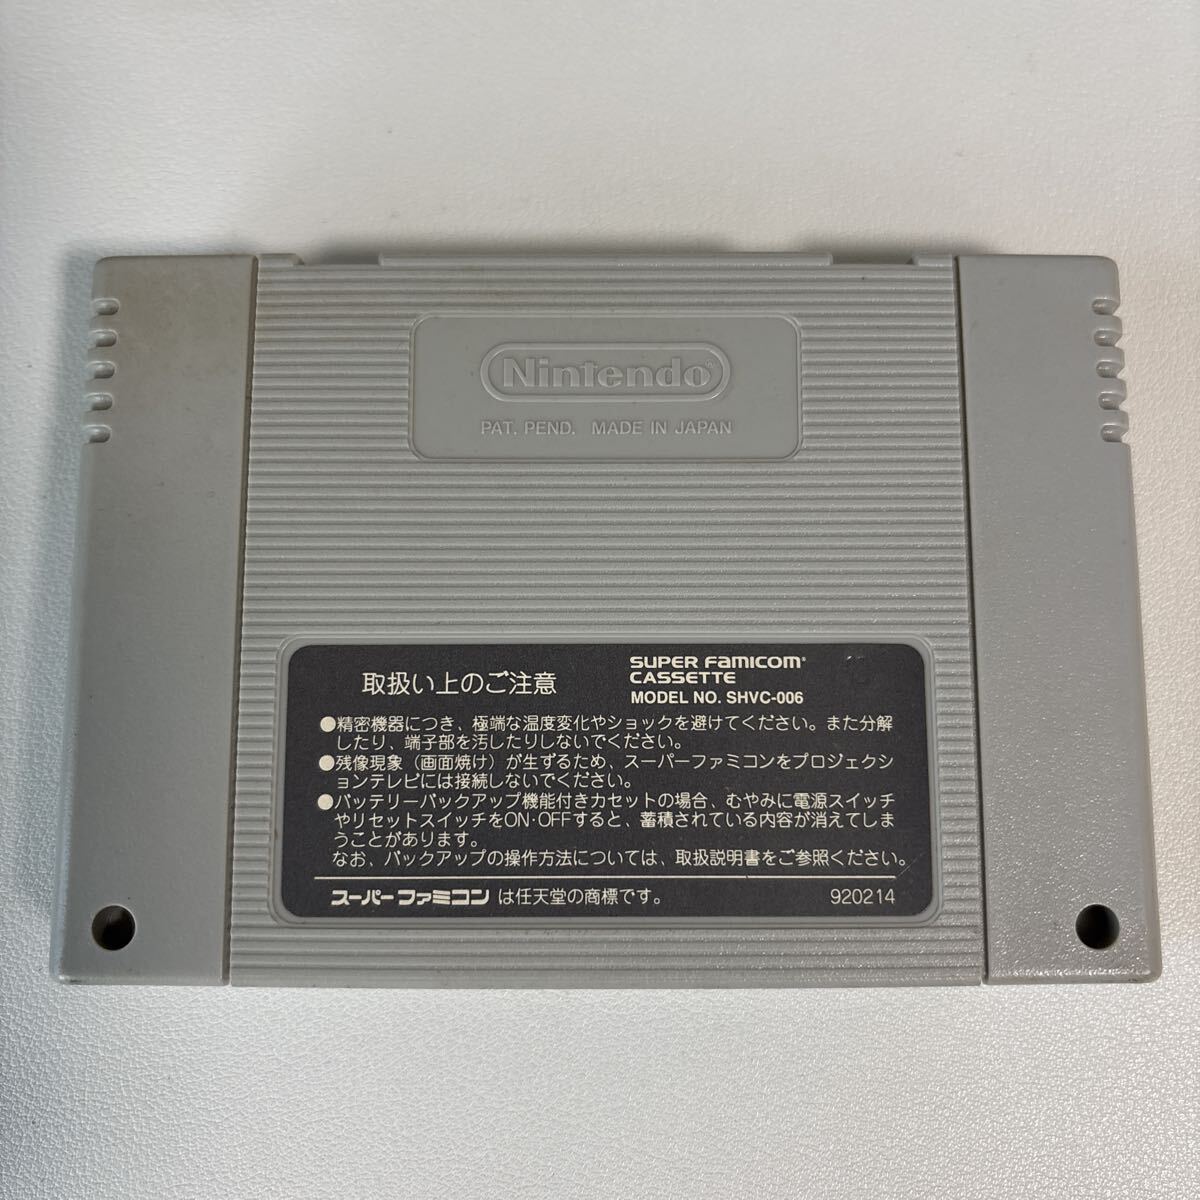 Nintendo®
PAT. PEND. MADE IN JAPAN
取扱い上のご注意
SUPER FAMICOM®
CASSETTE
MODEL NO. SHVC-006
●精密機器につき、極端な温度変化やショックを避けてください。また分解
したり、端子部を汚したりしないでください。
●残像現象（画面焼け）が生ずるため、スーパーファミコンをプロジェクシ
ョンテレビには接続しないでください。
●バッテリーバックアップ機能付きカセットの場合、むやみに電源スイッチ
やリセットスイッチをON・OFFすると、蓄積されている内容が消えてしま
うことがあります。
なお、バックアップの操作方法については、取扱説明書をご参照ください。
スーパーファミコンは任天堂の商標です。
920214